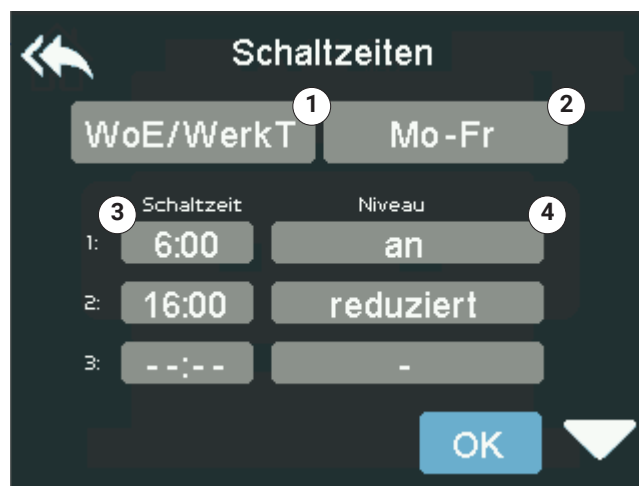 Schaltzeiten
1 2
WoE/WerkT Mo-Fr
3 Schaltzeit Niveau 4
1: 6:00 an
2: 16:00 reduziert
3: --:-- -
OK